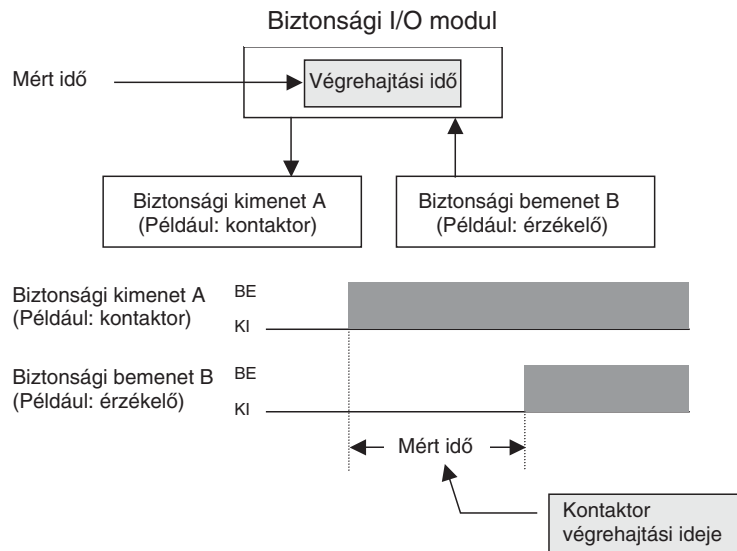 Biztonsági I/O modul
Mért idő
Végrehajtási idő
Biztonsági kimenet A
(Például: kontaktor)
Biztonsági bemenet B
(Például: érzékelő)
Biztonsági kimenet A
(Például: kontaktor)
BE
KI
Biztonsági bemenet B
(Például: érzékelő)
BE
KI
Mért idő
Kontaktor
végrehajtási ideje